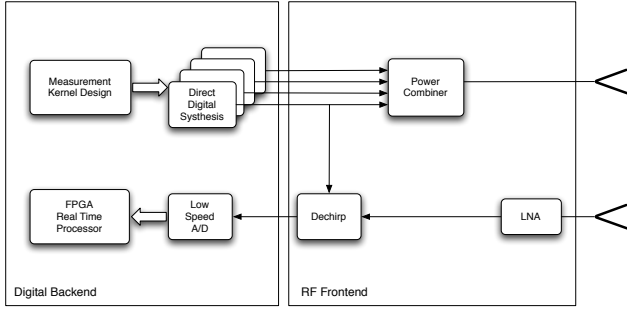 Measurement
Kernel Design
Direct
Digital
Systhesis
Power
Combiner
FPGA
Real Time
Processor
Low
Speed
A/D
Dechirp
LNA
Digital Backend
RF Frontend